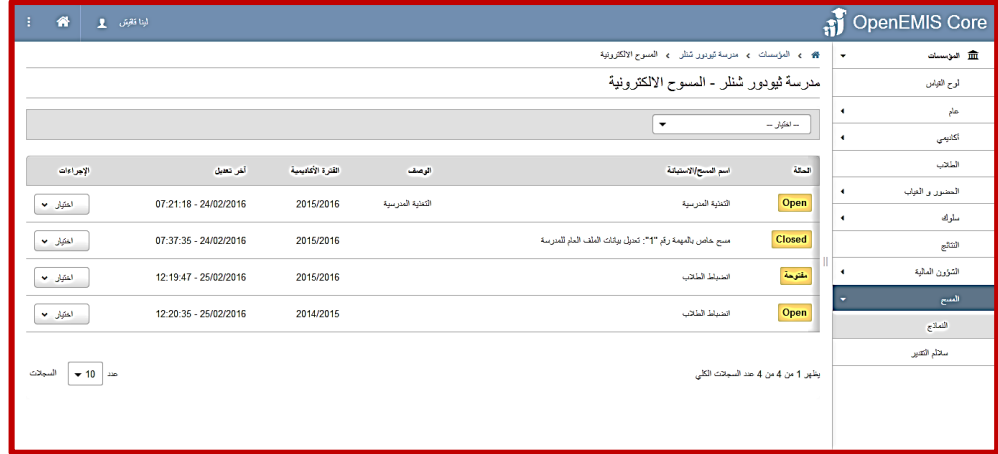 OpenEMIS Core
لينا قاقيش
المؤسسات
لوح القياس
عام
أكاديمي
الطلاب
الحضور و الغياب
سلوك
النتائج
الشؤون المالية
المسح
النماذج
سلالم التقدير
المؤسسات › مدرسة ثيودور شنلر › المسوح الالكترونية
مدرسة ثيودور شنلر - المسوح الالكترونية
-- اختيار --
الحالة اسم المسح/الاستبانة الوصف الفترة الأكاديمية آخر تعديل الإجراءات
Open التغذية المدرسية التغذية المدرسية 2015/2016 24/02/2016 - 07:21:18 اختيار
Closed مسح خاص بالمهمة رقم "1": تعديل بيانات الملف العام للمدرسة 2015/2016 24/02/2016 - 07:37:35 اختيار
مفتوحة انضباط الطلاب 2015/2016 25/02/2016 - 12:19:47 اختيار
Open انضباط الطلاب 2014/2015 25/02/2016 - 12:20:35 اختيار
يظهر 1 من 4 من 4 عدد السجلات الكلي
عدد 10 السجلات